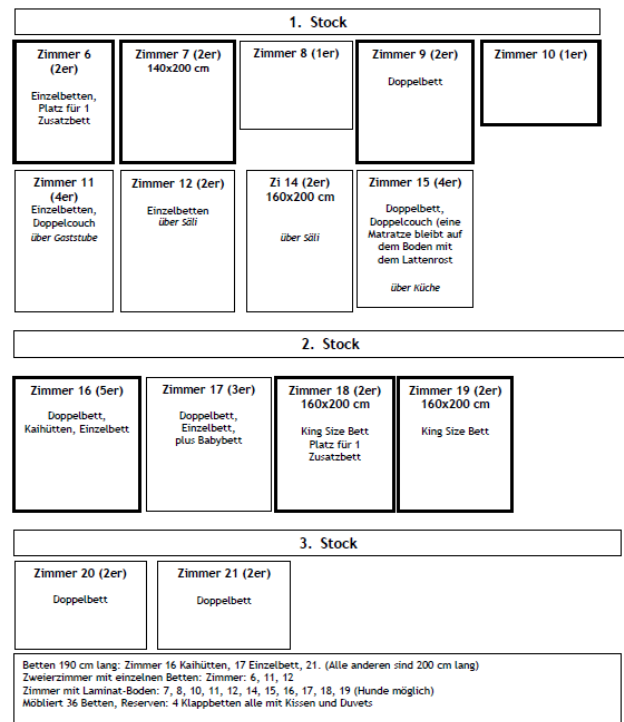 1. Stock
Zimmer 6
(2er)
Einzelbetten,
Platz für 1
Zusatzbett
Zimmer 7 (2er)
140x200 cm
Zimmer 8 (1er)
Zimmer 9 (2er)
Doppelbett
Zimmer 10 (1er)
Zimmer 11
(4er)
Einzelbetten,
Doppelcouch
über Gaststube
Zimmer 12 (2er)
Einzelbetten
über Säli
Zi 14 (2er)
160x200 cm
über Säli
Zimmer 15 (4er)
Doppelbett,
Doppelcouch (eine
Matratze bleibt auf
dem Boden mit
dem Lattenrost
über Küche
2. Stock
Zimmer 16 (5er)
Doppelbett,
Kaihütten, Einzelbett
Zimmer 17 (3er)
Doppelbett,
Einzelbett,
plus Babybett
Zimmer 18 (2er)
160x200 cm
King Size Bett
Platz für 1
Zusatzbett
Zimmer 19 (2er)
160x200 cm
King Size Bett
3. Stock
Zimmer 20 (2er)
Doppelbett
Zimmer 21 (2er)
Doppelbett
Betten 190 cm lang: Zimmer 16 Kaihütten, 17 Einzelbett, 21. (Alle anderen sind 200 cm lang)
Zweierzimmer mit einzelnen Betten: Zimmer: 6, 11, 12
Zimmer mit Laminat-Boden: 7, 8, 10, 11, 12, 14, 15, 16, 17, 18, 19 (Hunde möglich)
Möbliert 36 Betten, Reserven: 4 Klappbetten alle mit Kissen und Duvets